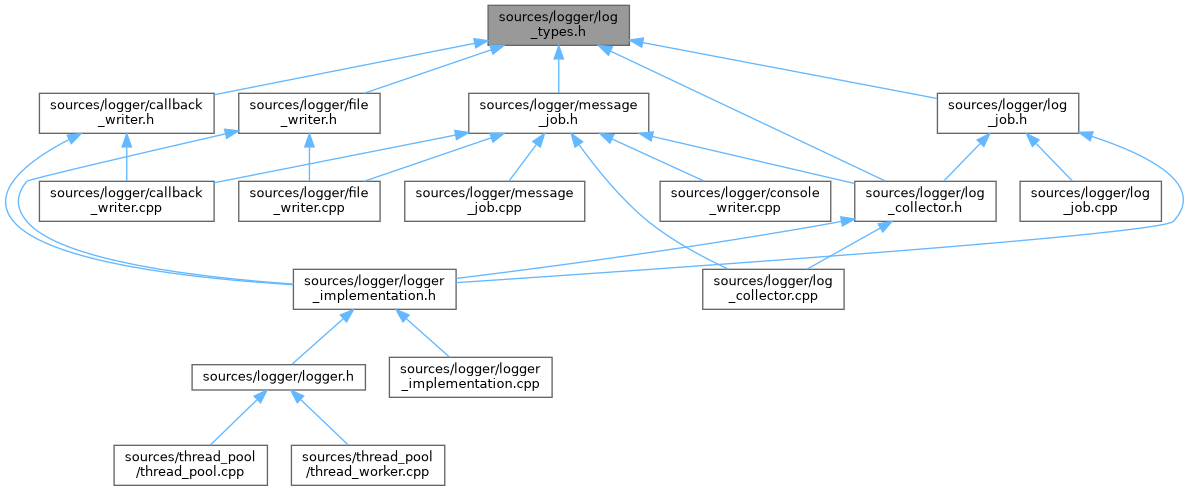 sources/logger/log
_types.h
sources/logger/callback
_writer.h
sources/logger/file
_writer.h
sources/logger/message
_job.h
sources/logger/log
_job.h
sources/logger/callback
_writer.cpp
sources/logger/file
_writer.cpp
sources/logger/message
_job.cpp
sources/logger/console
_writer.cpp
sources/logger/log
_collector.h
sources/logger/log
_job.cpp
sources/logger/logger
_implementation.h
sources/logger/log
_collector.cpp
sources/logger/logger.h
sources/logger/logger
_implementation.cpp
sources/thread_pool
/thread_pool.cpp
sources/thread_pool
/thread_worker.cpp